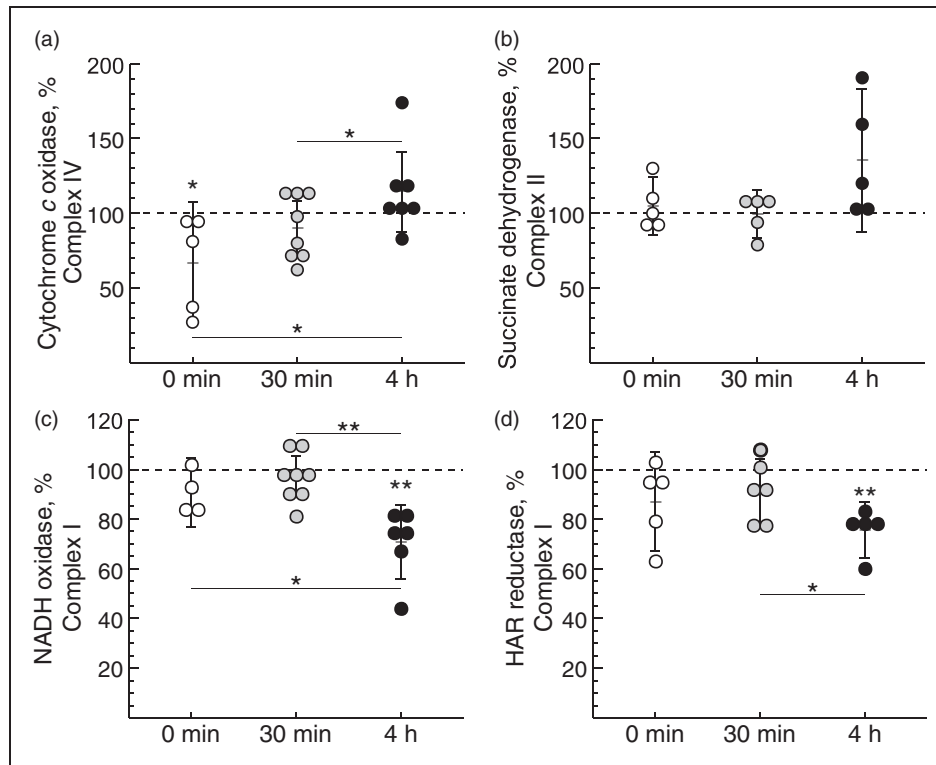 (a)
Cytochrome c oxidase, %
Complex IV
200
150
100
50
*
*
*
0 min 30 min 4 h
(b)
Succinate dehydrogenase, %
Complex II
200
150
100
50
0 min 30 min 4 h
(c)
NADH oxidase, %
Complex I
120
100
80
60
40
20
**
**
*
0 min 30 min 4 h
(d)
HAR reductase, %
Complex I
120
100
80
60
40
20
**
*
0 min 30 min 4 h